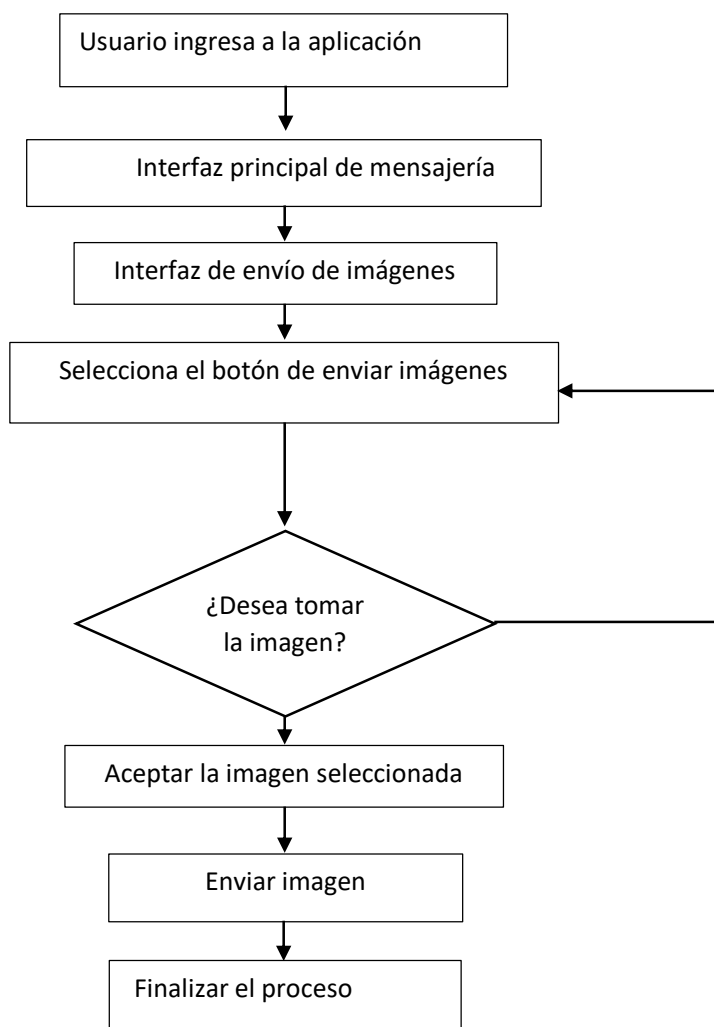 Usuario ingresa a la aplicación
Interfaz principal de mensajería
Interfaz de envío de imágenes
Selecciona el botón de enviar imágenes
¿Desea tomar
la imagen?
Aceptar la imagen seleccionada
Enviar imagen
Finalizar el proceso